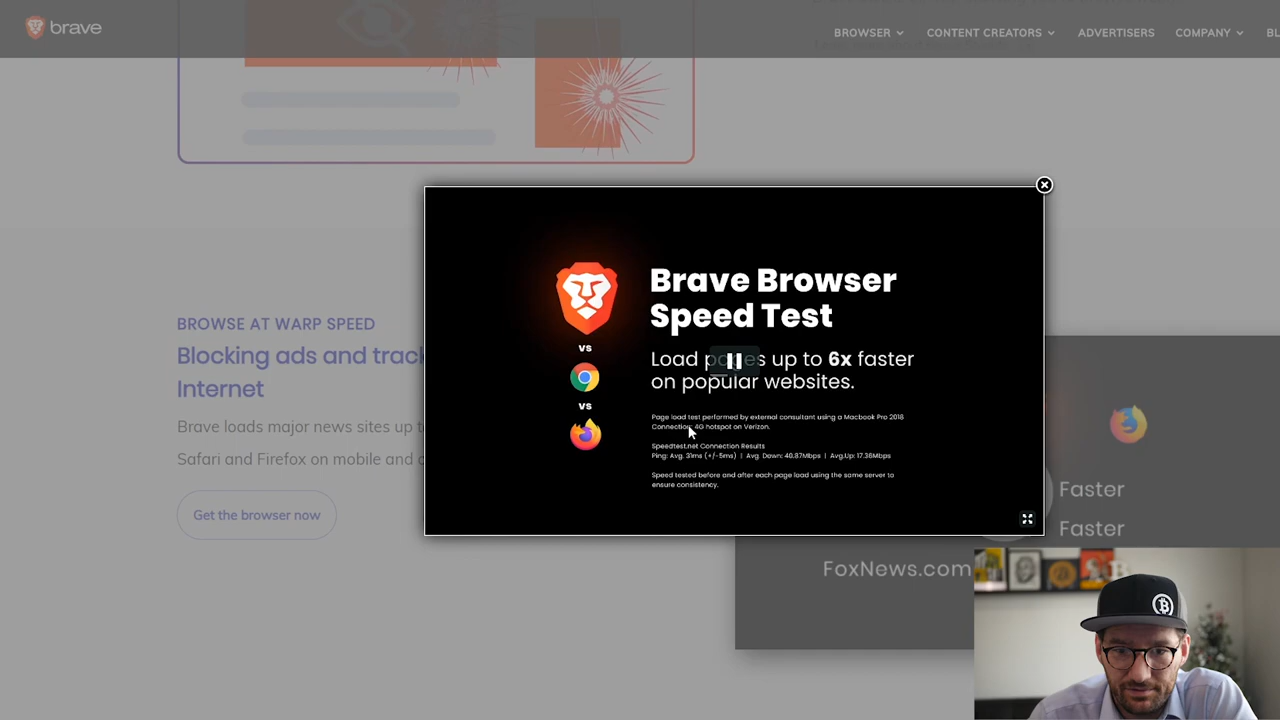 brave
BROWSER
CONTENT CREATORS
ADVERTISERS
COMPANY
BL
BROWSE AT WARP SPEED
Blocking ads and track
Internet
Brave loads major news sites up t
Safari and Firefox on mobile and
Get the browser now
Brave Browser
Speed Test
vs
vs
Load pages up to 6x faster
on popular websites.
Page load test performed by external consultant using a Macbook Pro 2018
Connection: 4G hotspot on Verizon.
Speedtest.net Connection Results
Ping: Avg. 31ms (+/-5ms) | Avg. Down: 40.87Mbps | Avg.Up: 17.36Mbps
Speed tested before and after each page load using the same server to
ensure consistency.
Faster
Faster
FoxNews.com